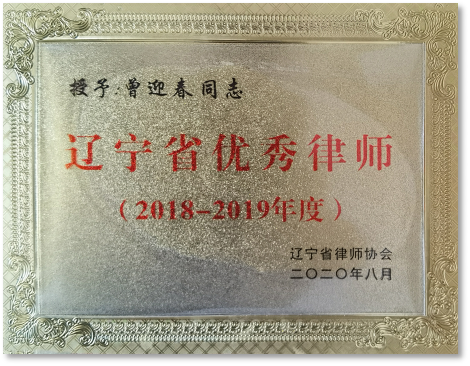 授予:曾迎春同志
辽宁省优秀律师
（2018-2019年度）
辽宁省律师协会
二〇二〇年八月